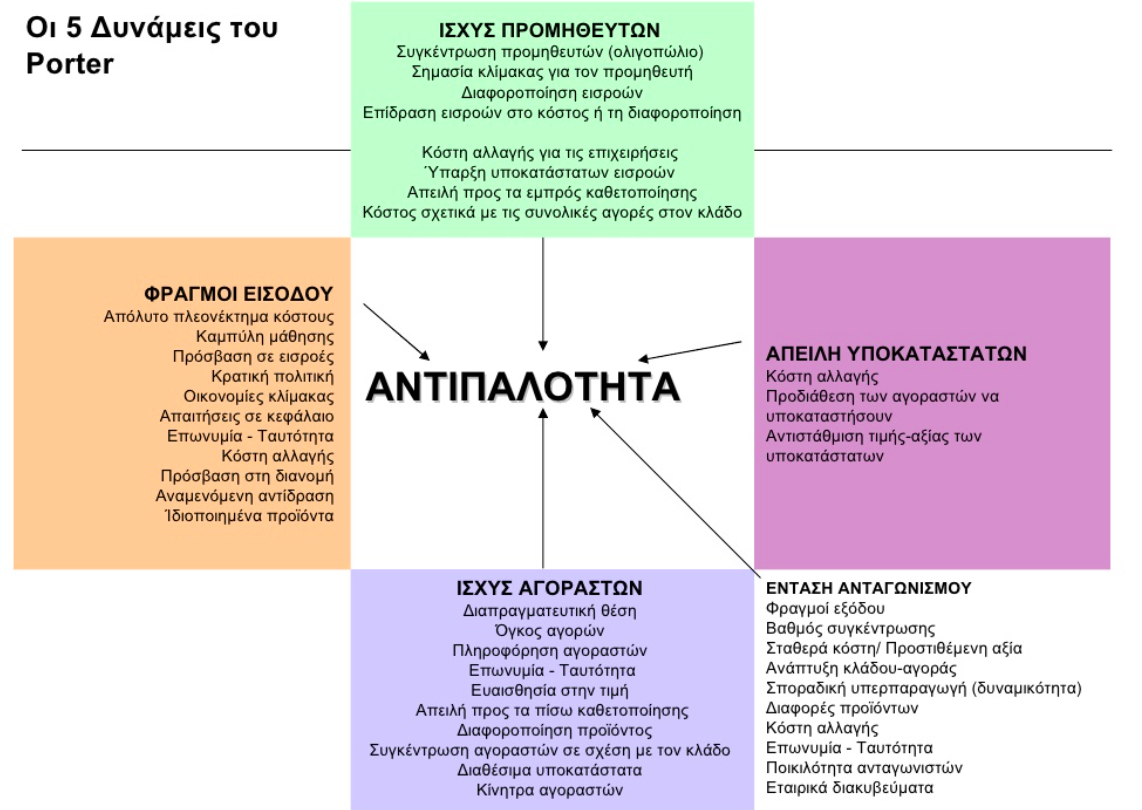 Οι 5 Δυνάμεις του
Porter
ΙΣΧΥΣ ΠΡΟΜΗΘΕΥΤΩΝ
Συγκέντρωση προμηθευτών (ολιγοπώλιο)
Σημασία κλίμακας για τον προμηθευτή
Διαφοροποίηση εισροών
Επίδραση εισροών στο κόστος ή τη διαφοροποίηση
Κόστη αλλαγής για τις επιχειρήσεις
Ύπαρξη υποκατάστατων εισροών
Απειλή προς τα εμπρός καθετοποίησης
Κόστος σχετικά με τις συνολικές αγορές στον κλάδο
ΦΡΑΓΜΟΙ ΕΙΣΟΔΟΥ
Απόλυτο πλεονέκτημα κόστους
Καμπύλη μάθησης
Πρόσβαση σε εισροές
Κρατική πολιτική
Οικονομίες κλίμακας
Απαιτήσεις σε κεφάλαιο
Επωνυμία - Ταυτότητα
Κόστη αλλαγής
Πρόσβαση στη διανομή
Αναμενόμενη αντίδραση
Ίδιοποιημένα προϊόντα
ΑΝΤΙΠΑΛΟΤΗΤΑ
ΑΠΕΙΛΗ ΥΠΟΚΑΤΑΣΤΑΤΩΝ
Κόστη αλλαγής
Προδιάθεση των αγοραστών να
υποκαταστήσουν
Αντιστάθμιση τιμής-αξίας των
υποκατάστατων
ΙΣΧΥΣ ΑΓΟΡΑΣΤΩΝ
Διαπραγματευτική θέση
Όγκος αγορών
Πληροφόρηση αγοραστών
Επωνυμία - Ταυτότητα
Ευαισθησία στην τιμή
Απειλή προς τα πίσω καθετοποίησης
Διαφοροποίηση προϊόντος
Συγκέντρωση αγοραστών σε σχέση με τον κλάδο
Διαθέσιμα υποκατάστατα
Κίνητρα αγοραστών
ΕΝΤΑΣΗ ΑΝΤΑΓΩΝΙΣΜΟΥ
Φραγμοί εξόδου
Βαθμός συγκέντρωσης
Σταθερά κόστη/ Προστιθέμενη αξία
Ανάπτυξη κλάδου-αγοράς
Σποραδική υπερπαραγωγή (δυναμικότητα)
Διαφορές προϊόντων
Κόστη αλλαγής
Επωνυμία - Ταυτότητα
Ποικιλότητα ανταγωνιστών
Εταιρικά διακυβεύματα